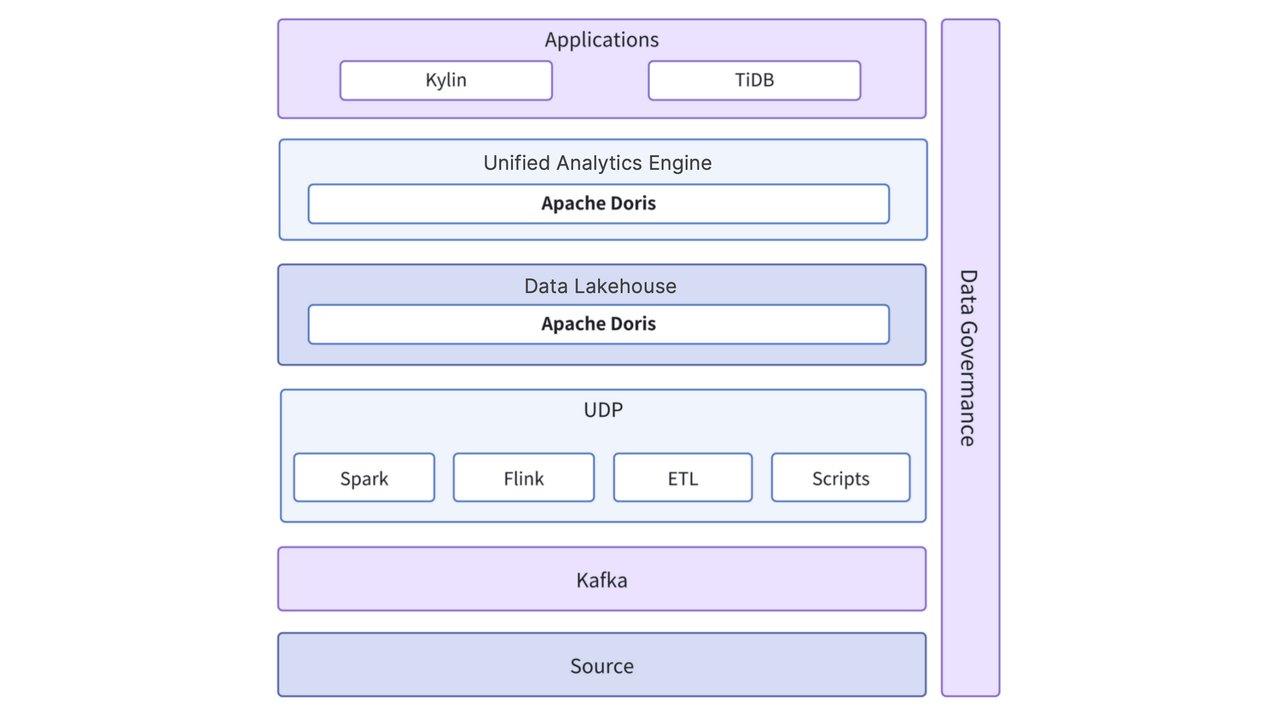 Applications
Kylin
TiDB
Unified Analytics Engine
Apache Doris
Data Lakehouse
Apache Doris
UDP
Spark
Flink
ETL
Scripts
Kafka
Source
Data Govermance